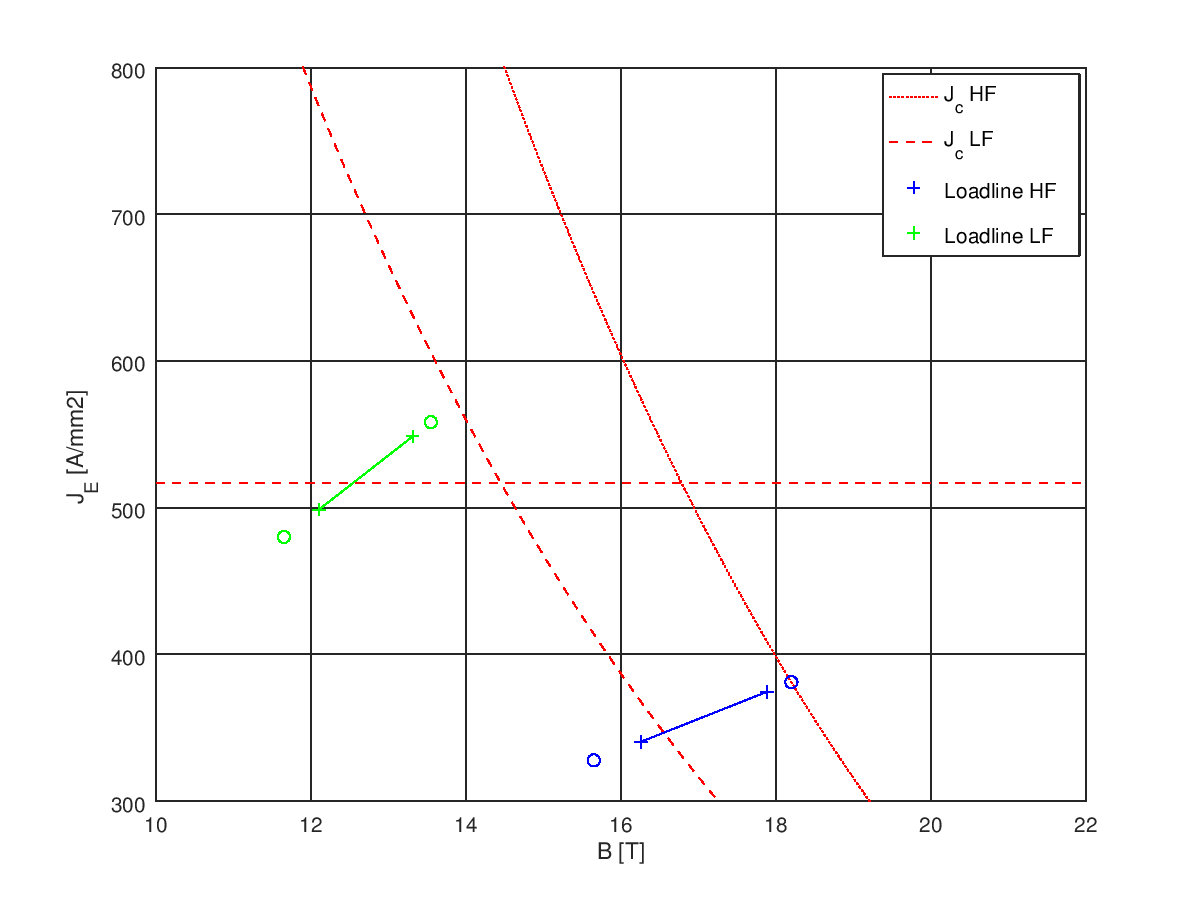 800
700
600
500
400
300
10 12 14 16 18 20 22
B [T]
J_E [A/mm2]
J_c HF
J_c LF
Loadline HF
Loadline LF